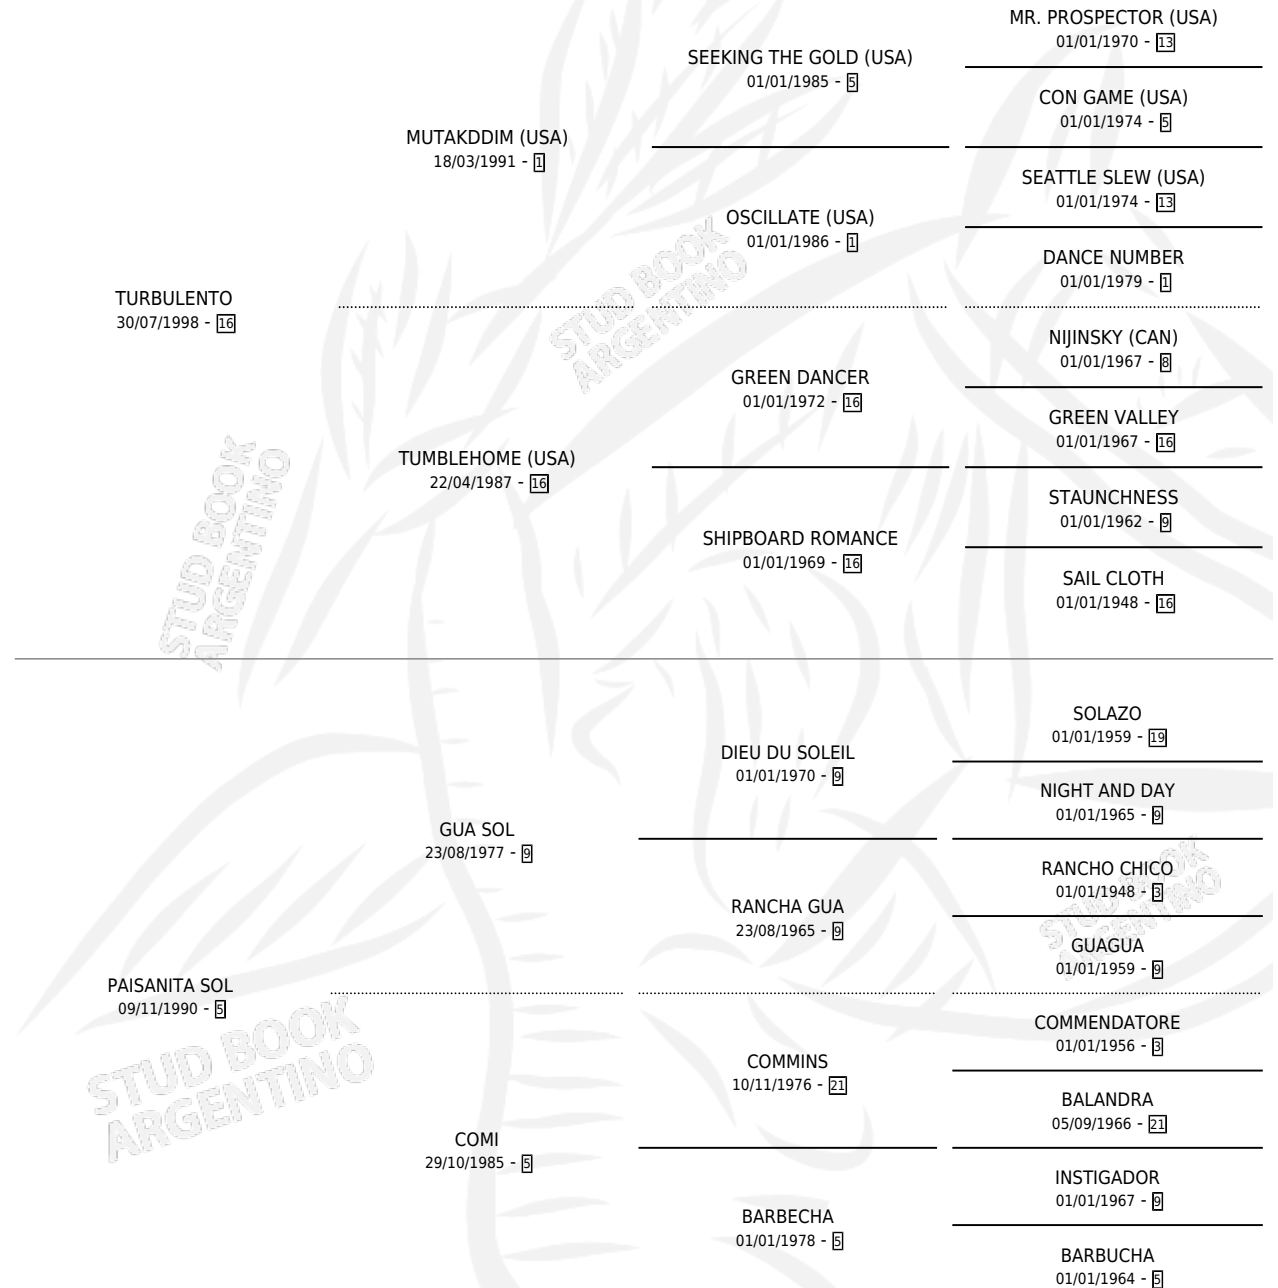 MR. PROSPECTOR (USA)
01/01/1970 - 13
SEEKING THE GOLD (USA)
01/01/1985 - 5
CON GAME (USA)
01/01/1974 - 5
MUTAKDDIM (USA)
18/03/1991 - 1
SEATTLE SLEW (USA)
01/01/1974 - 13
OSCILLATE (USA)
01/01/1986 - 1
DANCE NUMBER
01/01/1979 - 1
TURBULENTO
30/07/1998 - 16
STUD BOOK
ARGENTINO
NIJINSKY (CAN)
01/01/1967 - 8
GREEN DANCER
01/01/1972 - 16
GREEN VALLEY
01/01/1967 - 16
TUMBLEHOME (USA)
22/04/1987 - 16
STAUNCHNESS
01/01/1962 - 9
SHIPBOARD ROMANCE
01/01/1969 - 16
SAIL CLOTH
01/01/1948 - 16
STUD BOOK
ARGENTINO
SOLAZO
01/01/1959 - 19
DIEU DU SOLEIL
01/01/1970 - 9
NIGHT AND DAY
01/01/1965 - 9
GUA SOL
23/08/1977 - 9
RANCHO CHICO
01/01/1948 - 3
RANCHA GUA
23/08/1965 - 9
STUD BOOK
ARGENTINO
GUAGUA
01/01/1959 - 9
PAISANITA SOL
09/11/1990 - 5
COMMENDATORE
01/01/1956 - 3
COMMINS
10/11/1976 - 21
STUD BOOK
ARGENTINO
BALANDRA
05/09/1966 - 21
COMI
29/10/1985 - 5
INSTIGADOR
01/01/1967 - 9
BARBECHA
01/01/1978 - 5
BARBUCHA
01/01/1964 - 5